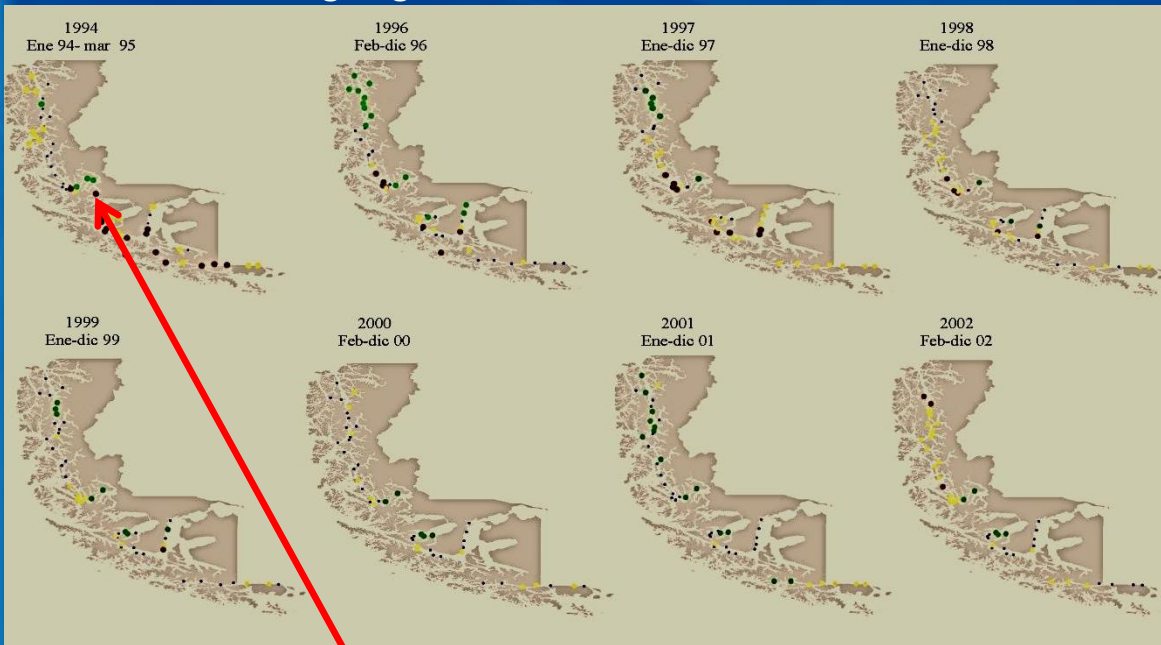 1994
Ene 94- mar 95
1996
Feb-dic 96
1997
Ene-dic 97
1998
Ene-dic 98
1999
Ene-dic 99
2000
Feb-dic 00
2001
Ene-dic 01
2002
Feb-dic 02